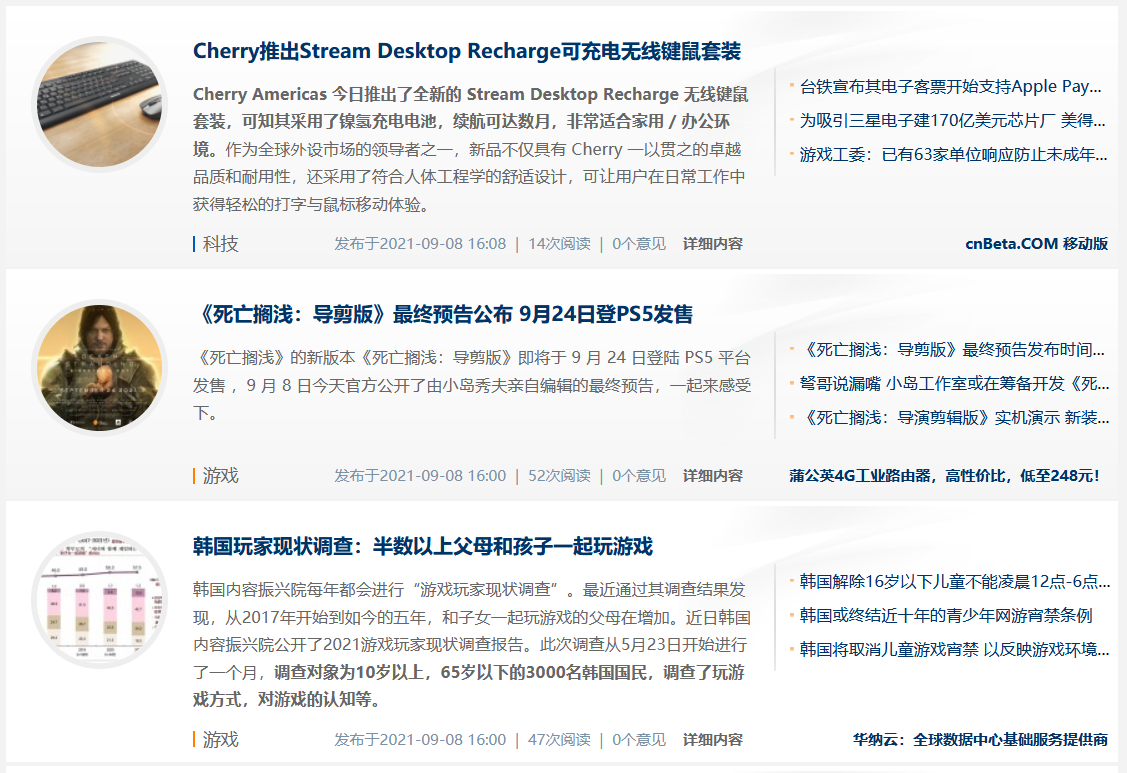 Cherry推出Stream Desktop Recharge可充电无线键鼠套装
Cherry Americas 今日推出了全新的 Stream Desktop Recharge 无线键鼠
套装，可知其采用了镍氢充电电池，续航可达数月，非常适合家用 / 办公环
境。作为全球外设市场的领导者之一，新品不仅具有 Cherry 一以贯之的卓越
品质和耐用性，还采用了符合人体工程学的舒适设计，可让用户在日常工作中
获得轻松的打字与鼠标移动体验。
科技 发布于2021-09-08 16:08 | 14次阅读 | 0个意见 详细内容
台铁宣布其电子客票开始支持Apple Pay...
为吸引三星电子建170亿美元芯片厂 美得...
游戏工委：已有63家单位响应防止未成年...
cnBeta.COM 移动版
《死亡搁浅：导剪版》最终预告公布 9月24日登PS5发售
《死亡搁浅》的新版本《死亡搁浅：导剪版》即将于 9 月 24 日登陆 PS5 平台
发售 ，9 月 8 日今天官方公开了由小岛秀夫亲自编辑的最终预告，一起来感受
下。
游戏 发布于2021-09-08 16:00 | 52次阅读 | 0个意见 详细内容
《死亡搁浅：导剪版》最终预告发布时间...
弩哥说漏嘴 小岛工作室或在筹备开发《死...
《死亡搁浅：导演剪辑版》实机演示 新装...
蒲公英4G工业路由器，高性价比，低至248元！
韩国玩家现状调查：半数以上父母和孩子一起玩游戏
韩国内容振兴院每年都会进行“游戏玩家现状调查”。最近通过其调查结果发
现，从2017年开始到如今的五年，和子女一起玩游戏的父母在增加。近日韩国
内容振兴院公开了2021游戏玩家现状调查报告。此次调查从5月23日开始进行
了一个月，调查对象为10岁以上，65岁以下的3000名韩国国民，调查了玩游
戏方式，对游戏的认知等。
游戏 发布于2021-09-08 16:00 | 47次阅读 | 0个意见 详细内容
韩国解除16岁以下儿童不能凌晨12点-6点...
韩国或终结近十年的青少年网游宵禁条例
韩国将取消儿童游戏宵禁 以反映游戏环境...
华纳云：全球数据中心基础服务提供商